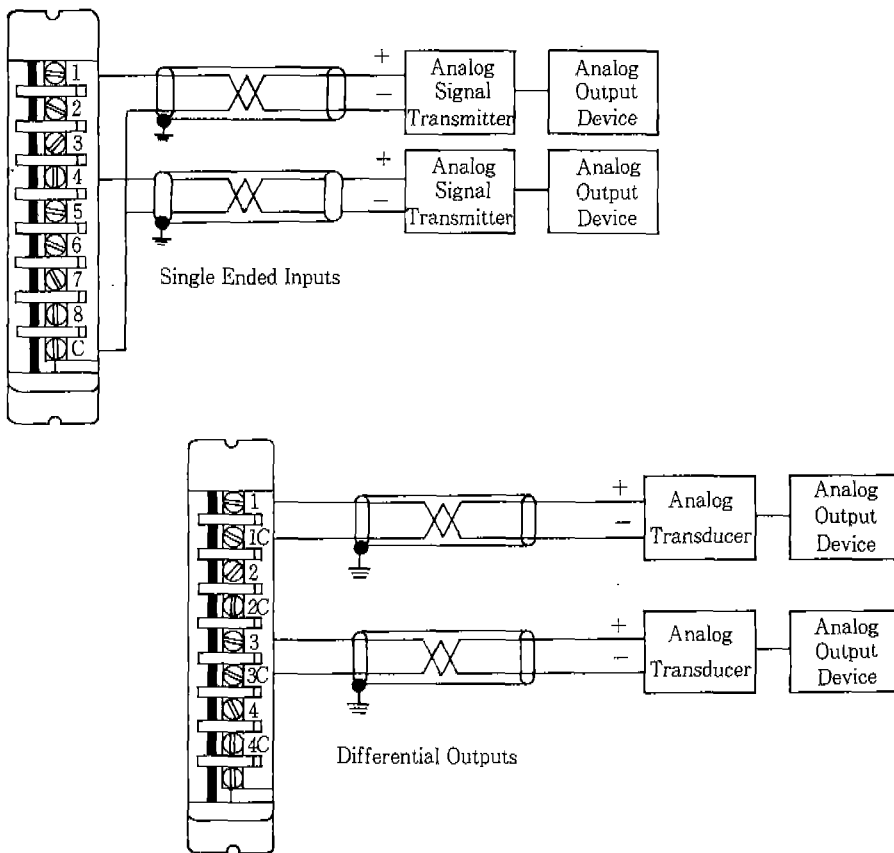 1
2
3
4
5
6
7
8
C
+
−
Analog
Signal
Transmitter
Analog
Output
Device
+
−
Analog
Signal
Transmitter
Analog
Output
Device
Single Ended Inputs
1
1C
2
2C
3
3C
4
4C
+
−
Analog
Transducer
Analog
Output
Device
+
−
Analog
Transducer
Analog
Output
Device
Differential Outputs